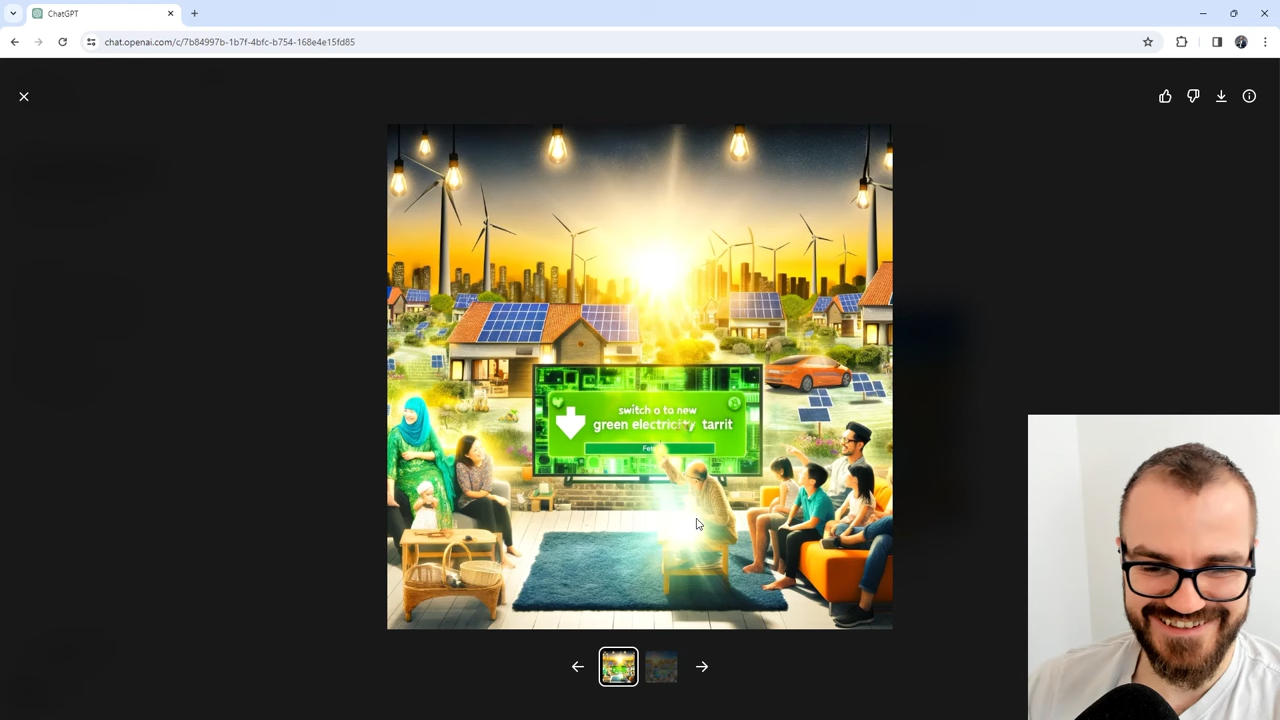 ChatGPT
chat.openai.com/c/7b84997b-1b7f-4bfc-b754-168e4e15fd85
switch o to new
green electricity tarrit